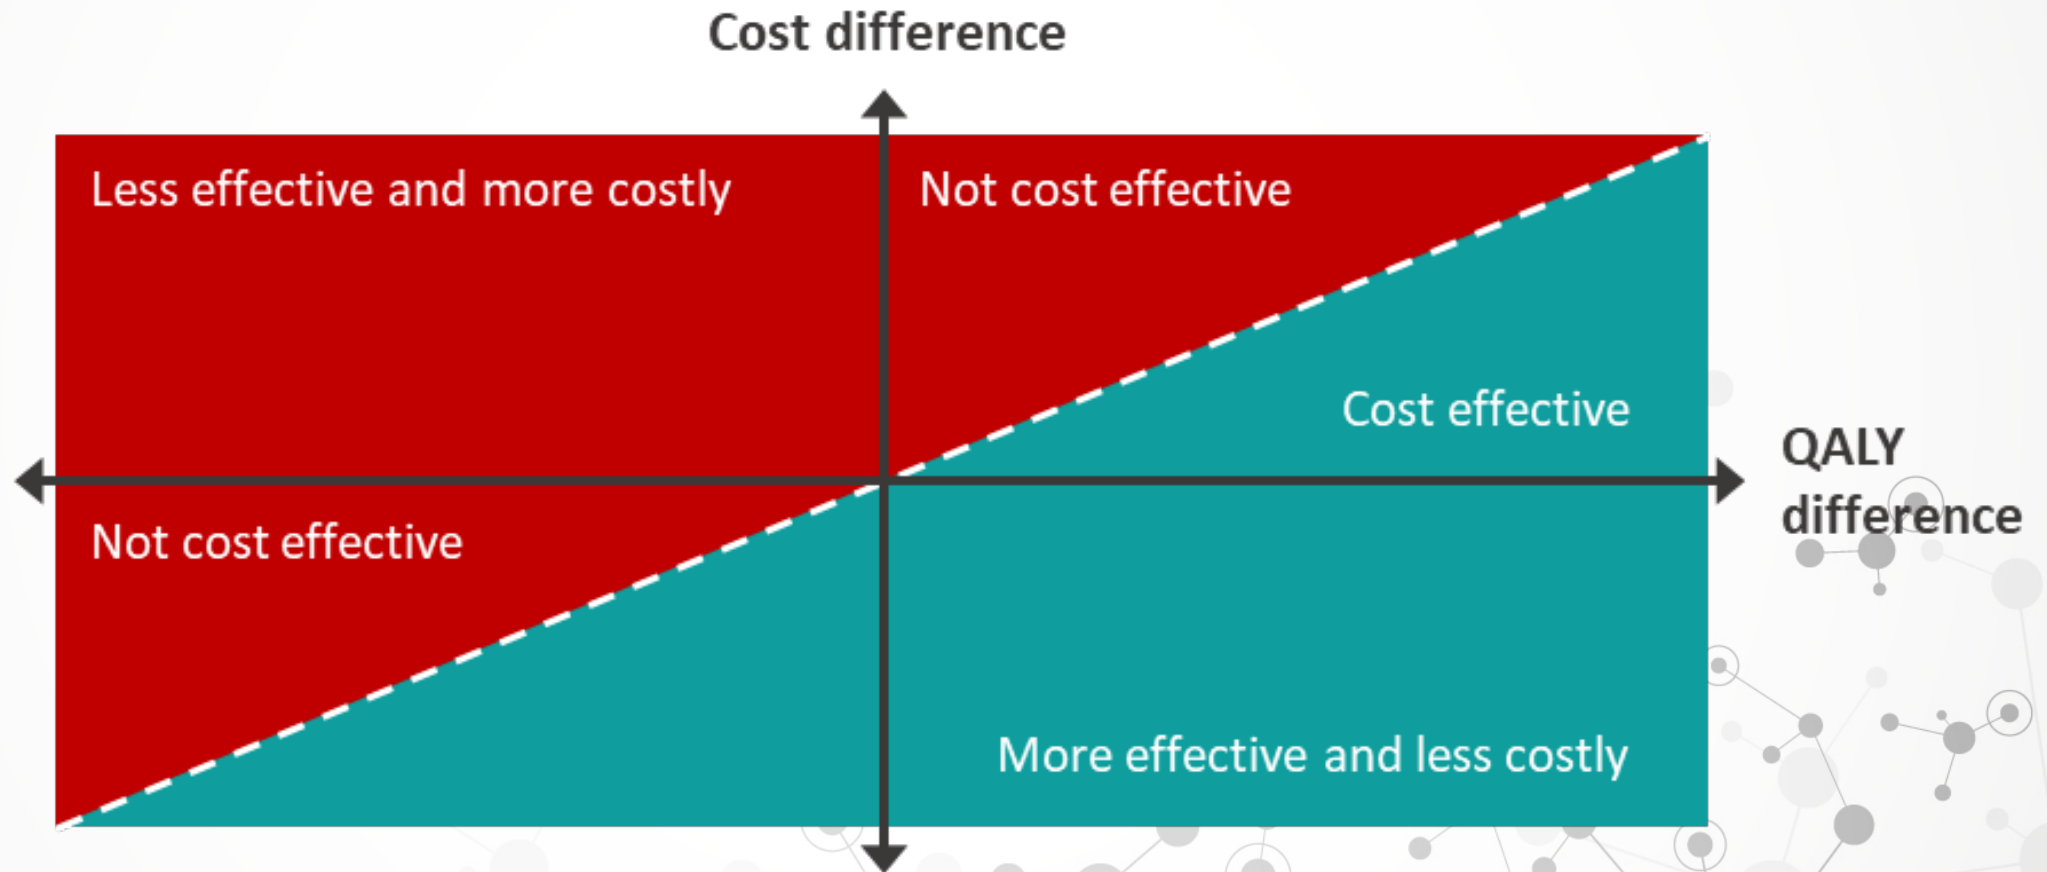 Cost difference
Less effective and more costly
Not cost effective
Cost effective
QALY
difference
Not cost effective
More effective and less costly